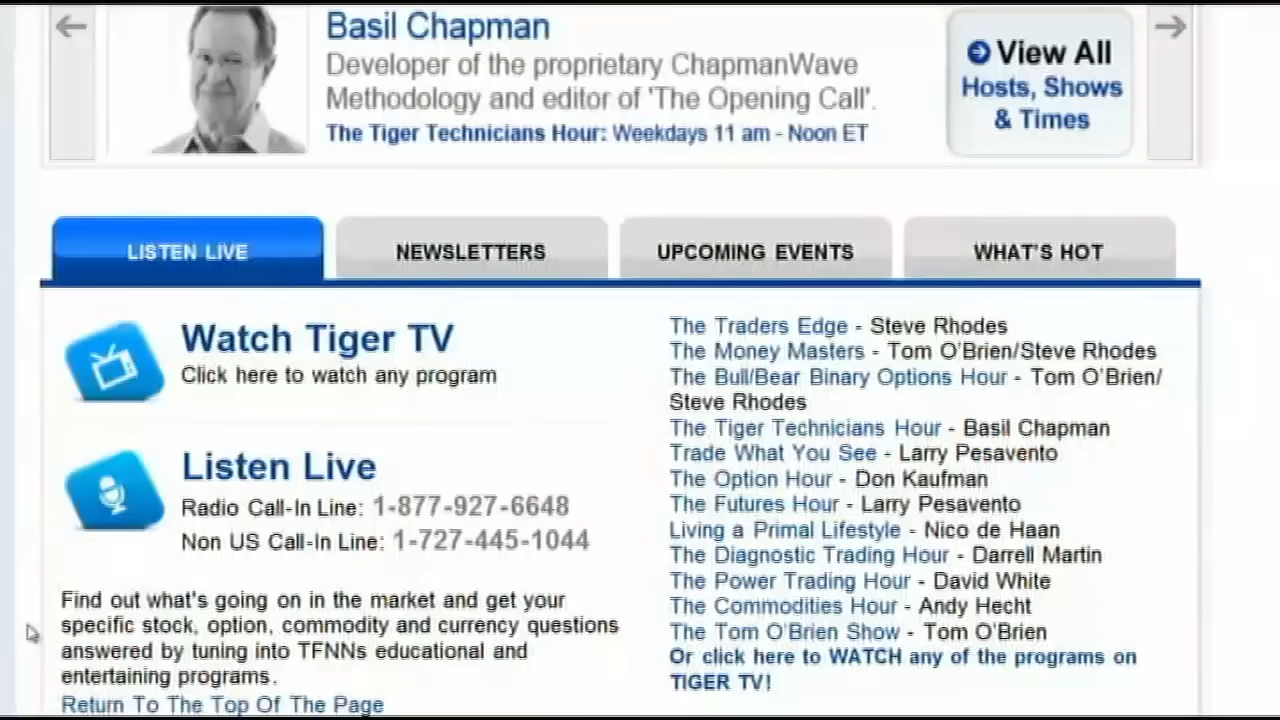 Basil Chapman
Developer of the proprietary ChapmanWave
Methodology and editor of 'The Opening Call'.
The Tiger Technicians Hour: Weekdays 11 am - Noon ET
View All
Hosts, Shows
& Times
LISTEN LIVE
NEWSLETTERS
UPCOMING EVENTS
WHAT'S HOT
Watch Tiger TV
Click here to watch any program
Listen Live
Radio Call-In Line: 1-877-927-6648
Non US Call-In Line: 1-727-445-1044
Find out what's going on in the market and get your
specific stock, option, commodity and currency questions
answered by tuning into TFNNs educational and
entertaining programs.
Return To The Top Of The Page
The Traders Edge - Steve Rhodes
The Money Masters - Tom O'Brien/Steve Rhodes
The Bull/Bear Binary Options Hour - Tom O'Brien/
Steve Rhodes
The Tiger Technicians Hour - Basil Chapman
Trade What You See - Larry Pesavento
The Option Hour - Don Kaufman
The Futures Hour - Larry Pesavento
Living a Primal Lifestyle - Nico de Haan
The Diagnostic Trading Hour - Darrell Martin
The Power Trading Hour - David White
The Commodities Hour - Andy Hecht
The Tom O'Brien Show - Tom O'Brien
Or click here to WATCH any of the programs on
TIGER TV!